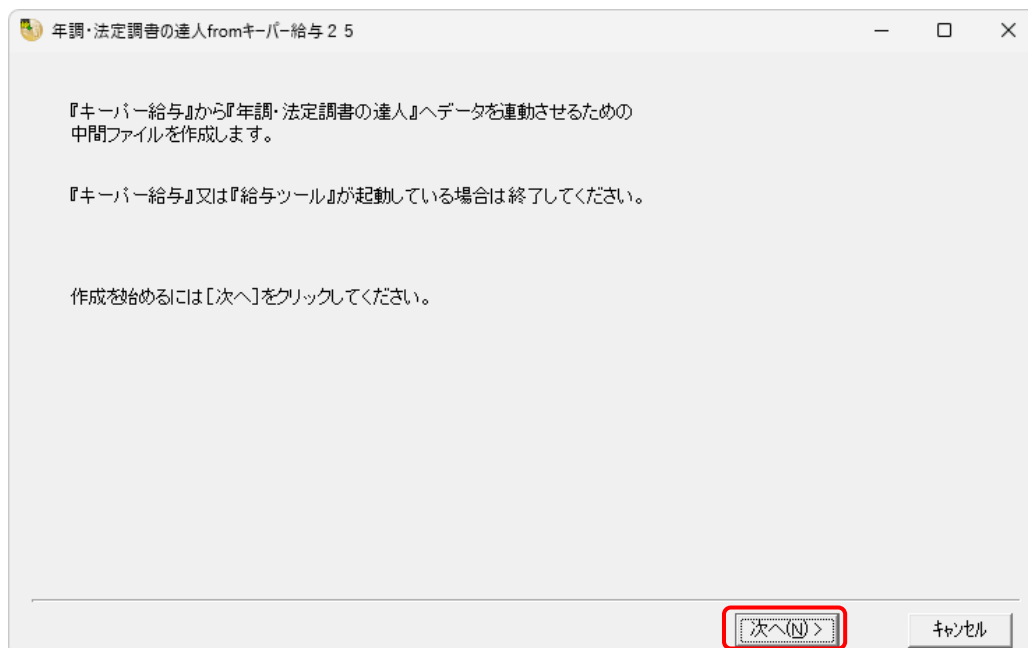 年調・法定調書の達人fromキーパー給与２５
『キーパー給与』から『年調・法定調書の達人』へデータを連動させるための
中間ファイルを作成します。
『キーパー給与』又は『給与ツール』が起動している場合は終了してください。
作成を始めるには［次へ］をクリックしてください。
次へ(N) >
キャンセル